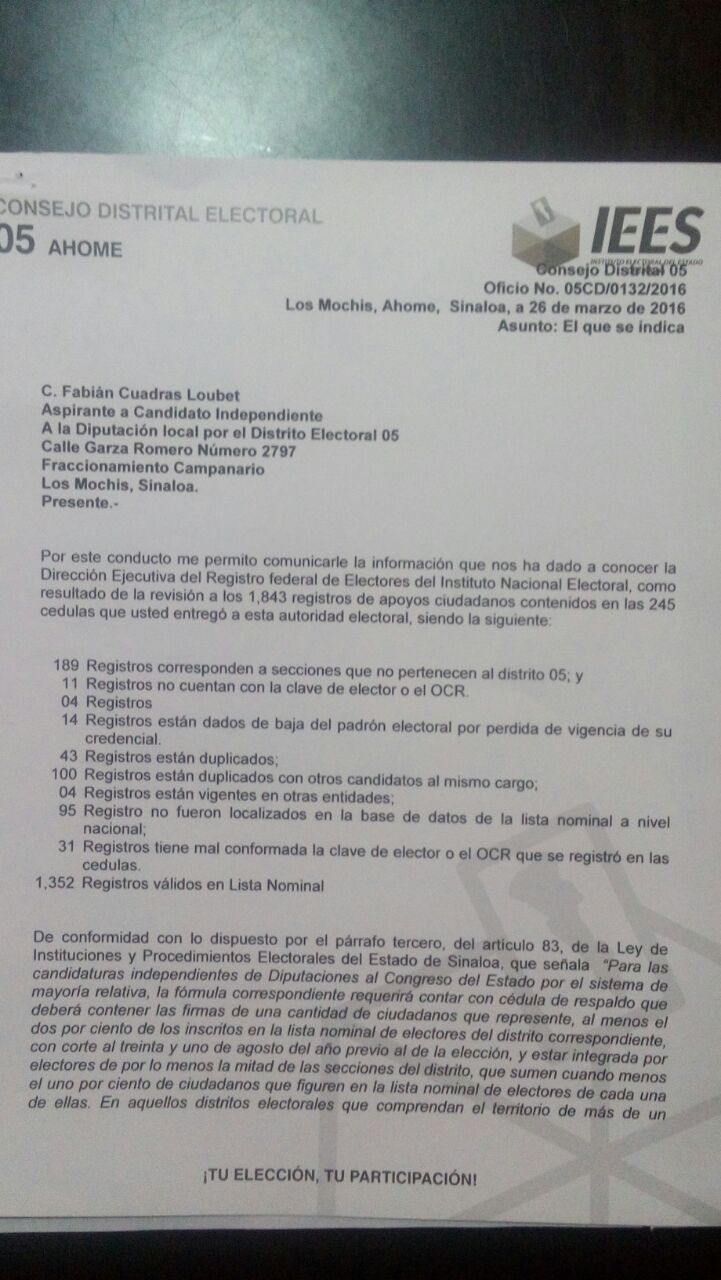 CONSEJO DISTRITAL ELECTORAL
05 AHOME
IEES
INSTITUTO ELECTORAL DEL ESTADO
Consejo Distrital 05
Oficio No. 05CD/0132/2016
Los Mochis, Ahome, Sinaloa, a 26 de marzo de 2016
Asunto: El que se indica
C. Fabián Cuadras Loubet
Aspirante a Candidato Independiente
A la Diputación local por el Distrito Electoral 05
Calle Garza Romero Número 2797
Fraccionamiento Campanario
Los Mochis, Sinaloa.
Presente.-
Por este conducto me permito comunicarle la información que nos ha dado a conocer la
Dirección Ejecutiva del Registro federal de Electores del Instituto Nacional Electoral, como
resultado de la revisión a los 1,843 registros de apoyos ciudadanos contenidos en las 245
cedulas que usted entregó a esta autoridad electoral, siendo la siguiente:
189 Registros corresponden a secciones que no pertenecen al distrito 05; y
11 Registros no cuentan con la clave de elector o el OCR.
04 Registros
14 Registros están dados de baja del padrón electoral por perdida de vigencia de su
credencial.
43 Registros están duplicados;
100 Registros están duplicados con otros candidatos al mismo cargo;
04 Registros están vigentes en otras entidades;
95 Registro no fueron localizados en la base de datos de la lista nominal a nivel
nacional;
31 Registros tiene mal conformada la clave de elector o el OCR que se registró en las
cedulas.
1,352 Registros válidos en Lista Nominal
De conformidad con lo dispuesto por el párrafo tercero, del artículo 83, de la Ley de
Instituciones y Procedimientos Electorales del Estado de Sinaloa, que señala "Para las
candidaturas independientes de Diputaciones al Congreso del Estado por el sistema de
mayoría relativa, la fórmula correspondiente requerirá contar con cédula de respaldo que
deberá contener las firmas de una cantidad de ciudadanos que represente, al menos el
dos por ciento de los inscritos en la lista nominal de electores del distrito correspondiente,
con corte al treinta y uno de agosto del año previo al de la elección, y estar integrada por
electores de por lo menos la mitad de las secciones del distrito, que sumen cuando menos
el uno por ciento de ciudadanos que figuren en la lista nominal de electores de cada una
de ellas. En aquellos distritos electorales que comprendan el territorio de más de un
¡TU ELECCIÓN, TU PARTICIPACIÓN!